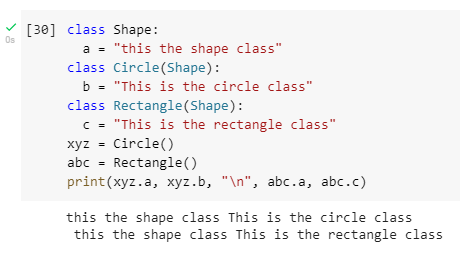 [30] class Shape:
a = "this the shape class"
class Circle(Shape):
b = "This is the circle class"
class Rectangle(Shape):
c = "This is the rectangle class"
xyz = Circle()
abc = Rectangle()
print(xyz.a, xyz.b, "\n", abc.a, abc.c)
0s
this the shape class This is the circle class
this the shape class This is the rectangle class